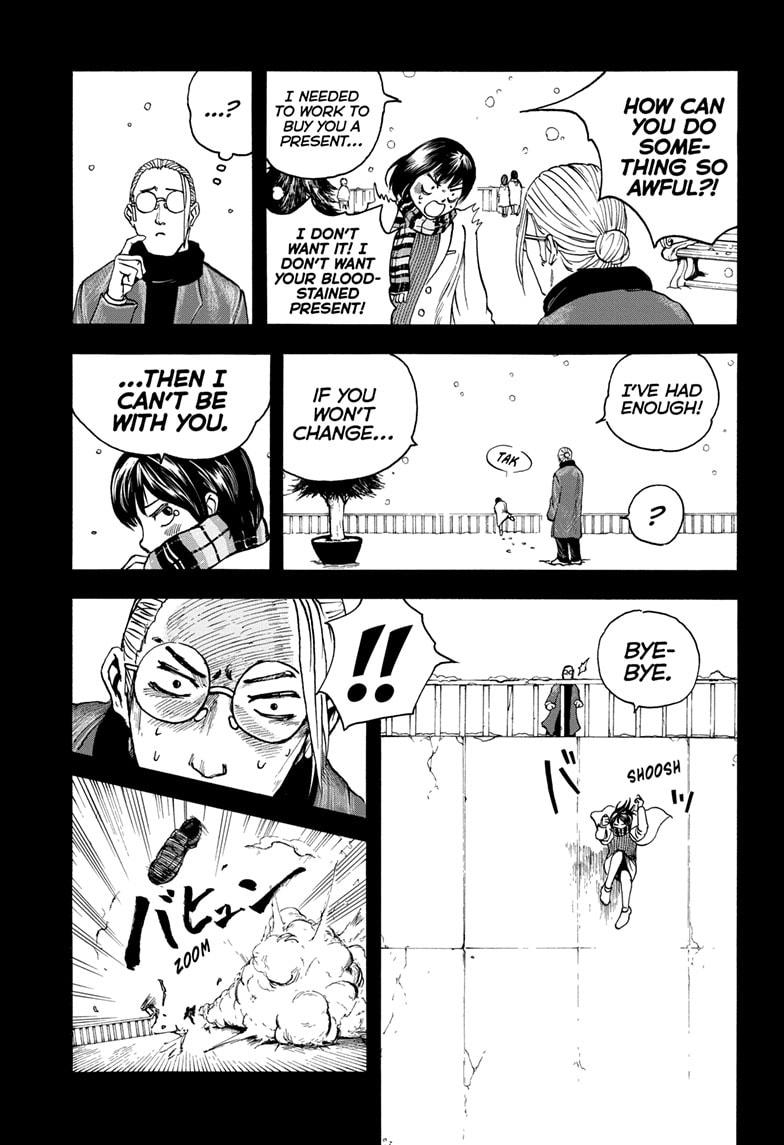 HOW CAN
YOU DO
SOME-
THING SO
AWFUL?!
I NEEDED
TO WORK TO
BUY YOU A
PRESENT...
I DON'T
WANT IT! I
DON'T WANT
YOUR BLOOD-
STAINED
PRESENT!
...?
I'VE HAD
ENOUGH!
?
TAK
IF YOU
WON'T
CHANGE...
...THEN I
CAN'T BE
WITH YOU.
BYE-
BYE.
バッ
SHOOSH
!!
バヒュン
ZOOM